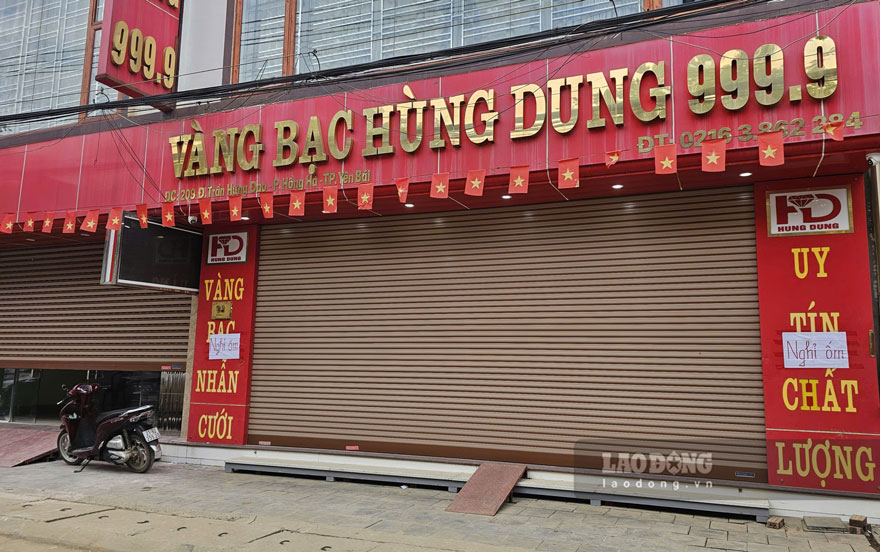 999.9
VÀNG BẠC HÙNG DUNG 999.9
ĐC: 209 Đ. Trần Hưng Đạo - P. Hồng Hà - TP. Yên Bái
ĐT: 0216 3.862 284
HD
HUNG DUNG
VÀNG
BẠC
Nghỉ ốm
NHẪN
CƯỚI
HD
HUNG DUNG
UY
TÍN
Nghỉ ốm
CHẤT
LƯỢNG
LAO ĐỘNG
laodong.vn